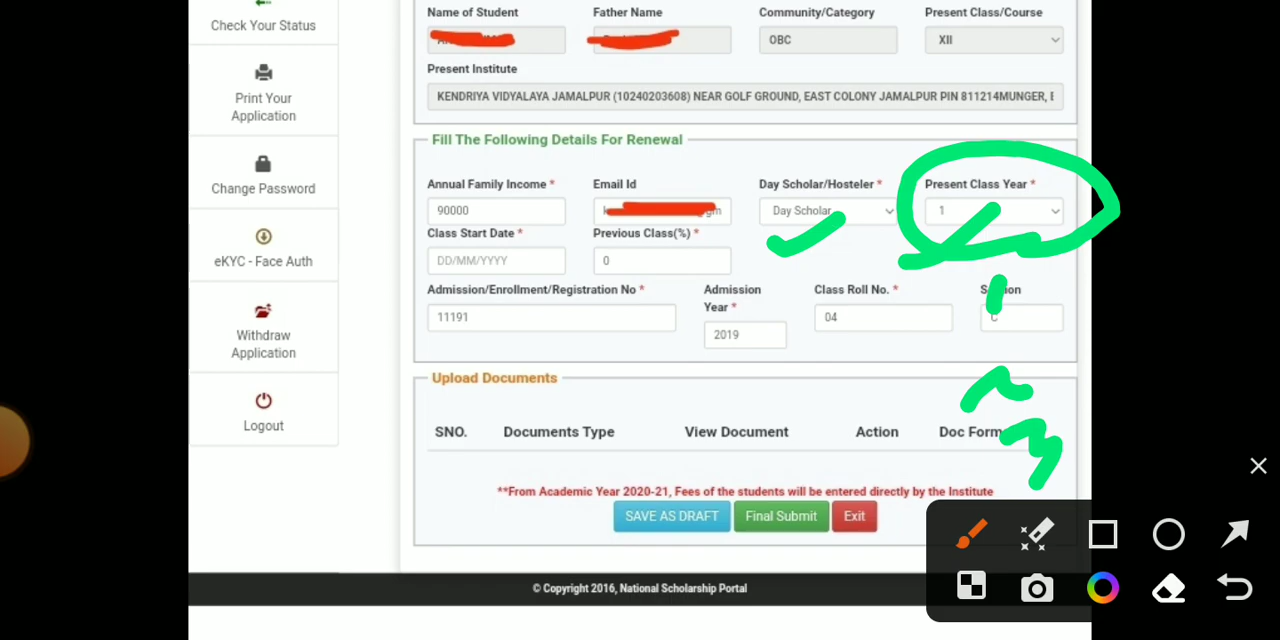 Check Your Status
Print Your
Application
Change Password
eKYC - Face Auth
Withdraw
Application
Logout
Name of Student
Father Name
Community/Category
Present Class/Course
OBC
XII
Present Institute
KENDRIYA VIDYALAYA JAMALPUR (10240203608) NEAR GOLF GROUND, EAST COLONY JAMALPUR PIN 811214MUNGER, E
Fill The Following Details For Renewal
Annual Family Income *
Email Id
Day Scholar/Hosteler *
Present Class Year *
90000
Day Scholar
1
Class Start Date *
Previous Class(%) *
DD/MM/YYYY
0
Admission/Enrollment/Registration No *
Admission
Year *
Class Roll No. *
11191
2019
04
C
Upload Documents
SNO.
Documents Type
View Document
Action
Doc Form
**From Academic Year 2020-21, Fees of the students will be entered directly by the Institute
SAVE AS DRAFT
Final Submit
Exit
© Copyright 2016, National Scholarship Portal